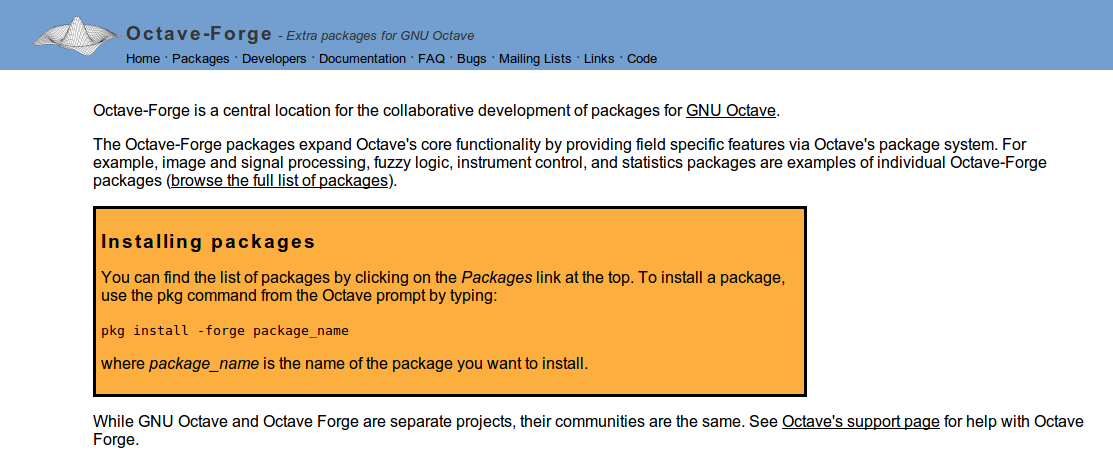 Octave-Forge - Extra packages for GNU Octave
Home · Packages · Developers · Documentation · FAQ · Bugs · Mailing Lists · Links · Code
Octave-Forge is a central location for the collaborative development of packages for GNU Octave.
The Octave-Forge packages expand Octave's core functionality by providing field specific features via Octave's package system. For
example, image and signal processing, fuzzy logic, instrument control, and statistics packages are examples of individual Octave-Forge
packages (browse the full list of packages).
Installing packages
You can find the list of packages by clicking on the Packages link at the top. To install a package,
use the pkg command from the Octave prompt by typing:
pkg install -forge package_name
where package_name is the name of the package you want to install.
While GNU Octave and Octave Forge are separate projects, their communities are the same. See Octave's support page for help with Octave
Forge.